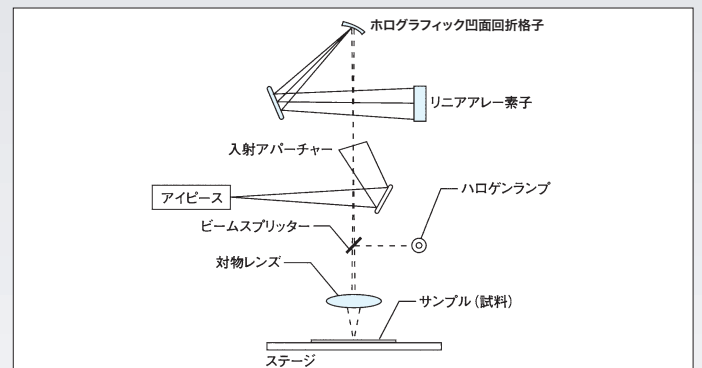 ホログラフィック凹面回折格子
リニアアレー素子
入射アパーチャー
ハロゲンランプ
アイピース
ビームスプリッター
対物レンズ
サンプル(試料)
ステージ